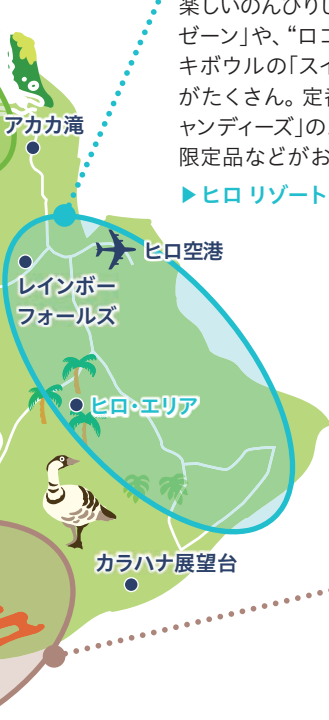 楽しいのんびりし
ゼーン」や、“ロコ
キボウルの「スイ
がたくさん。定番
ャンディーズ」の
限定品などがお
▶ヒロ リゾート
アカカ滝
ヒロ空港
レインボー
フォールズ
ヒロ・エリア
カラハナ展望台